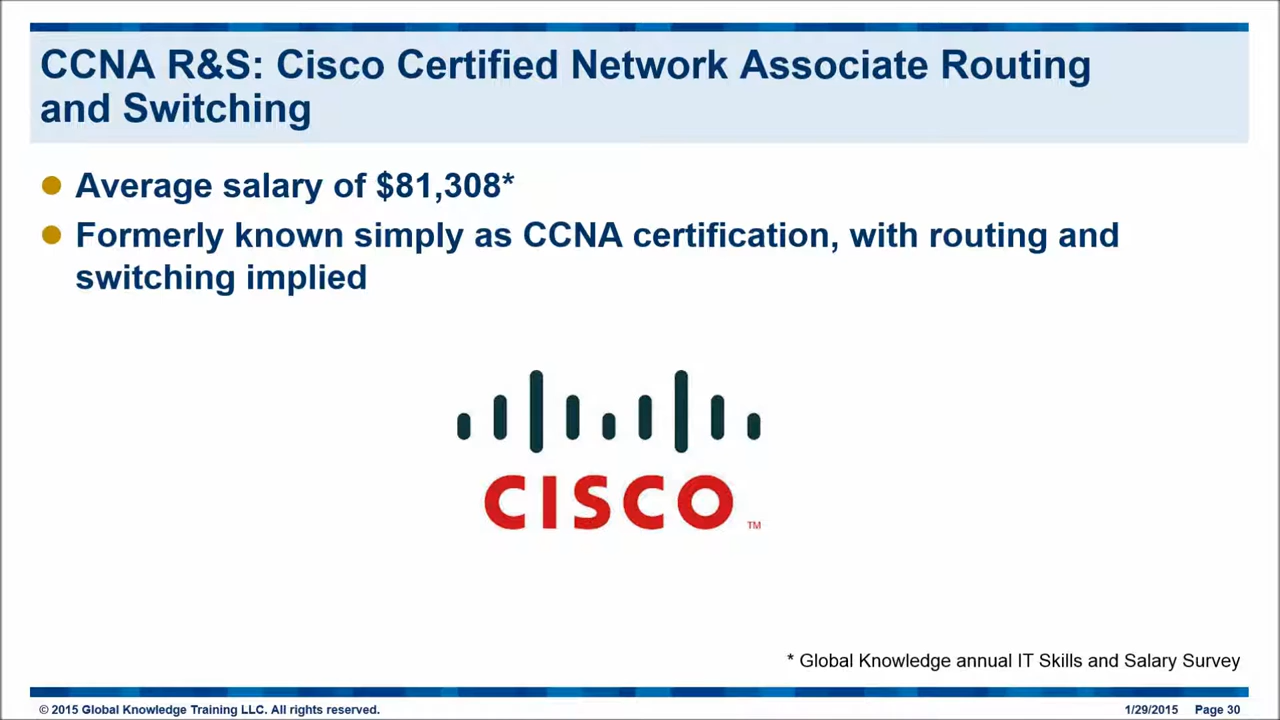 CCNA R&S: Cisco Certified Network Associate Routing
and Switching
Average salary of $81,308*
Formerly known simply as CCNA certification, with routing and
switching implied
CISCO
TM
* Global Knowledge annual IT Skills and Salary Survey
© 2015 Global Knowledge Training LLC. All rights reserved.
1/29/2015 Page 30